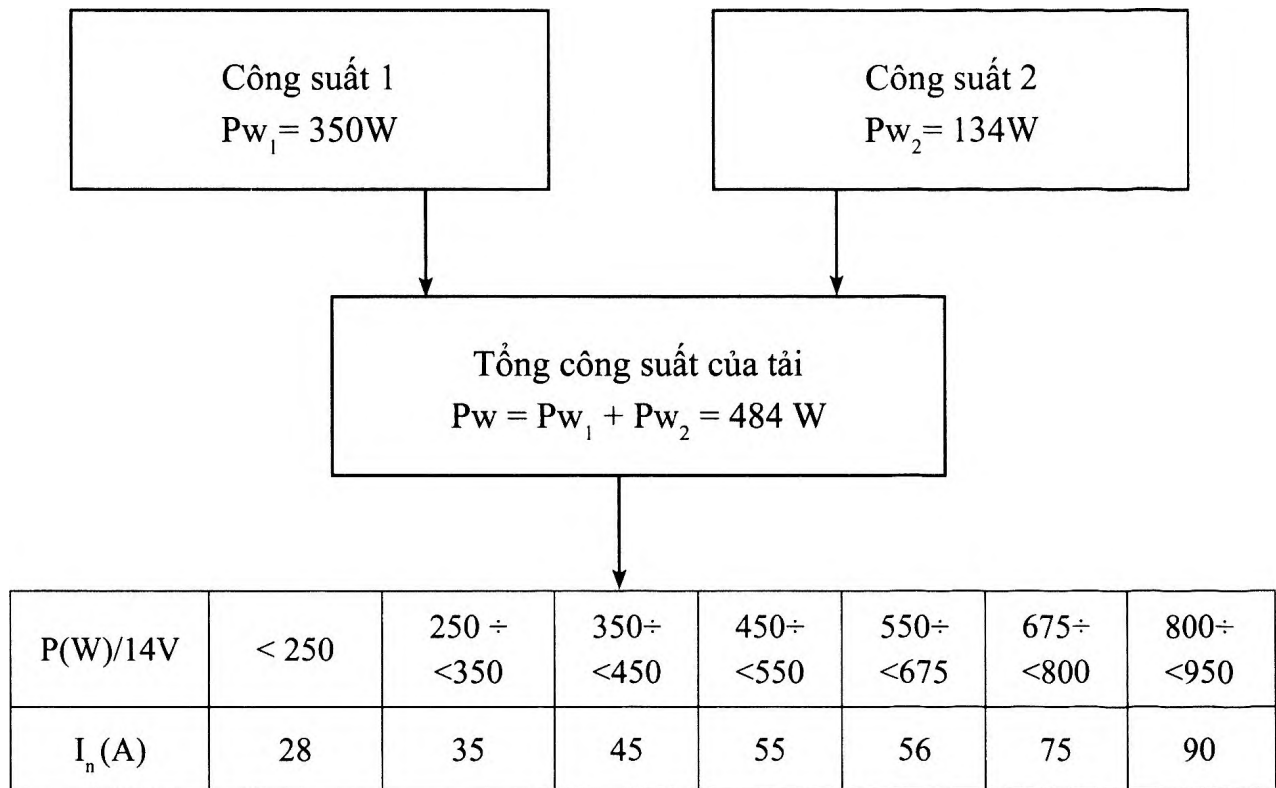 Công suất 1
Pw₁= 350W
Công suất 2
Pw₂= 134W
Tổng công suất của tải
Pw = Pw₁ + Pw₂ = 484 W
P(W)/14V < 250 250 ÷ <350 350÷ <450 450÷ <550 550÷ <675 675÷ <800 800÷ <950
Iₙ(A) 28 35 45 55 56 75 90